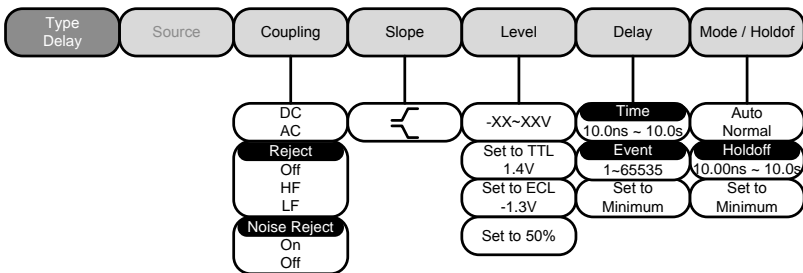 Type
Delay
Source
Coupling
Slope
Level
Delay
Mode / Holdof
DC
AC
Reject
Off
HF
LF
Noise Reject
On
Off
-XX~XXV
Set to TTL
1.4V
Set to ECL
-1.3V
Set to 50%
Time
10.0ns ~ 10.0s
Event
1~65535
Set to
Minimum
Auto
Normal
Holdoff
10.00ns ~ 10.0s
Set to
Minimum